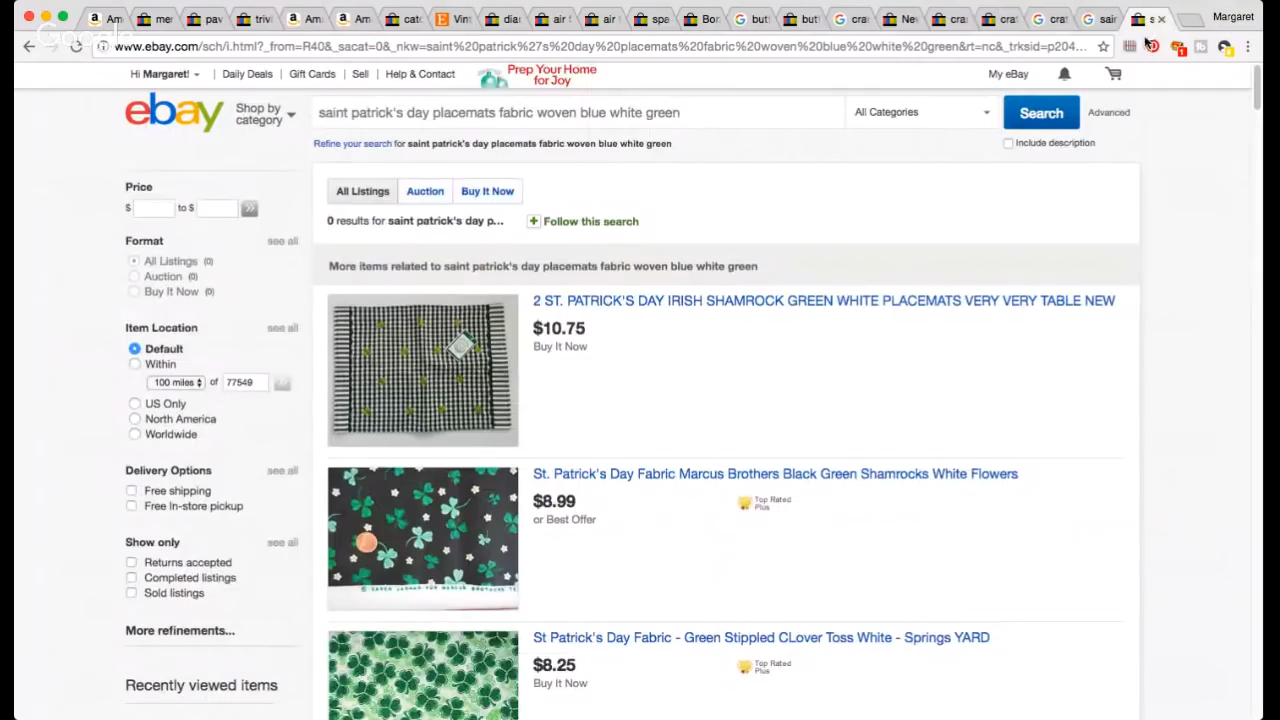 Am
mer
pav
trivi
Am
Am
cate
Vint
dian
air
air
spe
Bor
but
but
cra
Ne
cra
craf
craf
sain
s
Margaret
Google
www.ebay.com/sch/i.html?_from=R40&_sacat=0&_nkw=saint%20patrick%27s%20day%20placemats%20fabric%20woven%20blue%20white%20green&rt=nc&_trksid=p204...
Hi Margaret!
Daily Deals
Gift Cards
Sell
Help & Contact
Prep Your Home
for Joy
My eBay
ebay
Shop by
category
saint patrick's day placemats fabric woven blue white green
All Categories
Search
Advanced
Refine your search for saint patrick's day placemats fabric woven blue white green
Include description
Price
$ to $
Format
see all
All Listings (0)
Auction (0)
Buy It Now (0)
Item Location
see all
Default
Within
100 miles of 77549
US Only
North America
Worldwide
Delivery Options
see all
Free shipping
Free In-store pickup
Show only
see all
Returns accepted
Completed listings
Sold listings
More refinements...
Recently viewed items
All Listings
Auction
Buy It Now
0 results for saint patrick's day p...
+ Follow this search
More items related to saint patrick's day placemats fabric woven blue white green
2 ST. PATRICK'S DAY IRISH SHAMROCK GREEN WHITE PLACEMATS VERY VERY TABLE NEW
$10.75
Buy It Now
St. Patrick's Day Fabric Marcus Brothers Black Green Shamrocks White Flowers
$8.99
or Best Offer
Top Rated
Plus
St Patrick's Day Fabric - Green Stippled CLover Toss White - Springs YARD
$8.25
Buy It Now
Top Rated
Plus